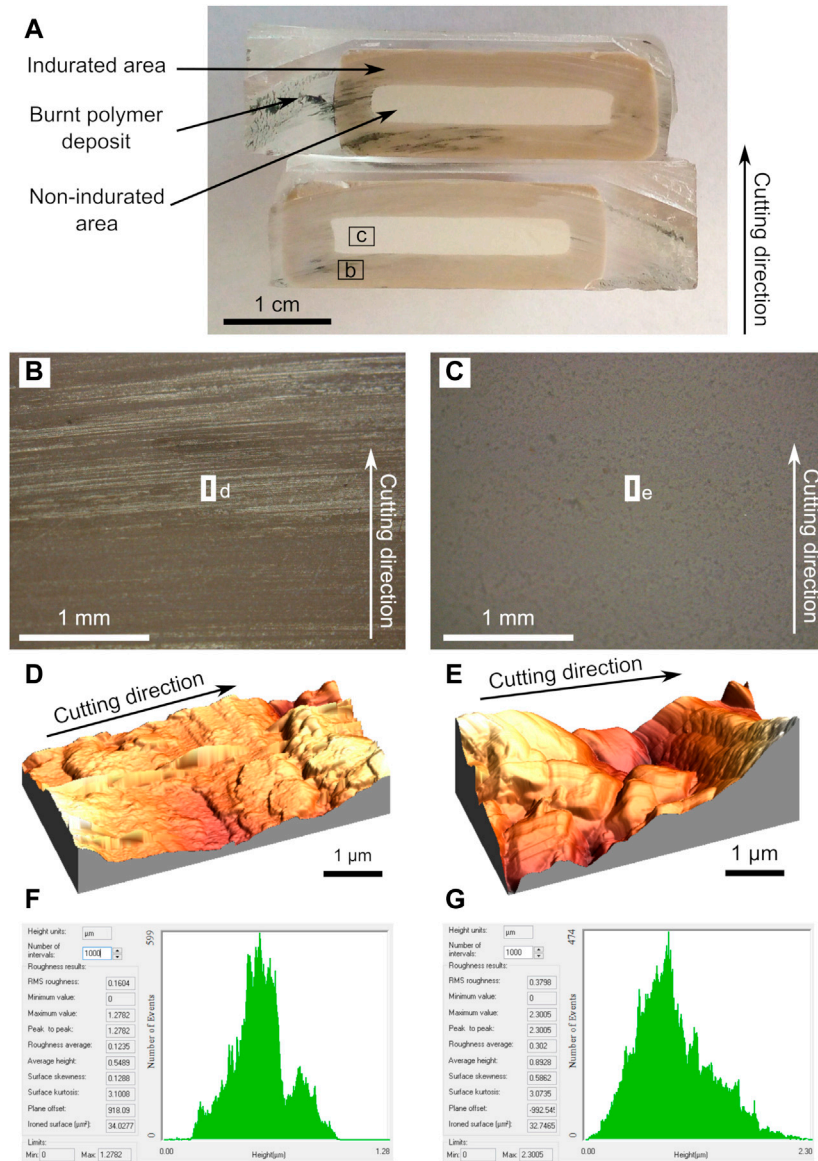 A
Indurated area
Burnt polymer
deposit
Non-indurated
area
c
b
1 cm
Cutting direction
B
d
1 mm
Cutting direction
C
e
1 mm
Cutting direction
D
Cutting direction
1 µm
E
Cutting direction
1 µm
F
Height units: µm
Number of
intervals: 1000
Roughness results:
RMS roughness: 0.1604
Minimum value: 0
Maximum value: 1.2782
Peak to peak: 1.2782
Roughness average: 0.1235
Average height: 0.5489
Surface skewness: 0.1288
Surface kurtosis: 3.1008
Plane offset: 918.09
Ironed surface (µm²): 34.0277
Limits
Min: 0 Max: 1.2782
599
Number of Events
0
0.00 Height(µm) 1.28
G
Height units: µm
Number of
intervals: 1000
Roughness results:
RMS roughness: 0.3798
Minimum value: 0
Maximum value: 2.3005
Peak to peak: 2.3005
Roughness average: 0.302
Average height: 0.8928
Surface skewness: 0.5862
Surface kurtosis: 3.0735
Plane offset: -992.545
Ironed surface (µm²): 32.7465
Limits
Min: 0 Max: 2.3005
474
Number of Events
0
0.00 Height(µm) 2.30